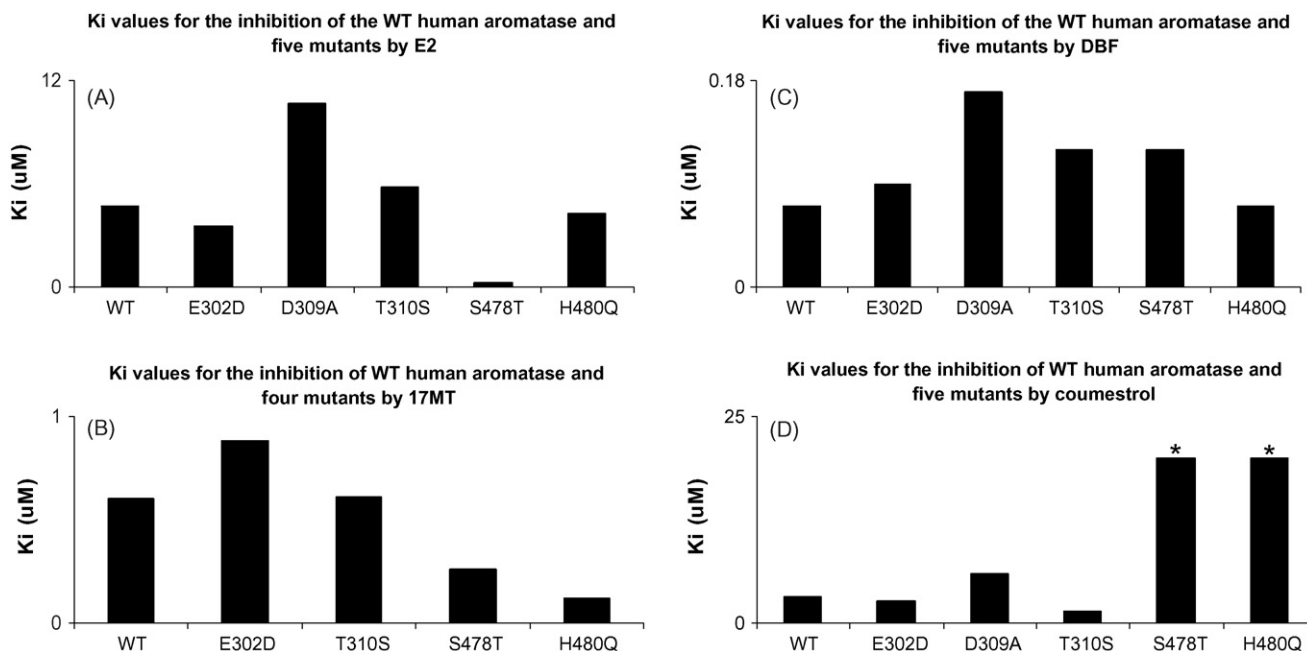 Ki values for the inhibition of the WT human aromatase and
five mutants by E2
(A)
12
0
Ki (uM)
WT E302D D309A T310S S478T H480Q
Ki values for the inhibition of WT human aromatase and
four mutants by 17MT
(B)
1
0
Ki (uM)
WT E302D T310S S478T H480Q
Ki values for the inhibition of the WT human aromatase and
five mutants by DBF
(C)
0.18
0
Ki (uM)
WT E302D D309A T310S S478T H480Q
Ki values for the inhibition of WT human aromatase and
five mutants by coumestrol
(D)
25
0
Ki (uM)
* *
WT E302D D309A T310S S478T H480Q